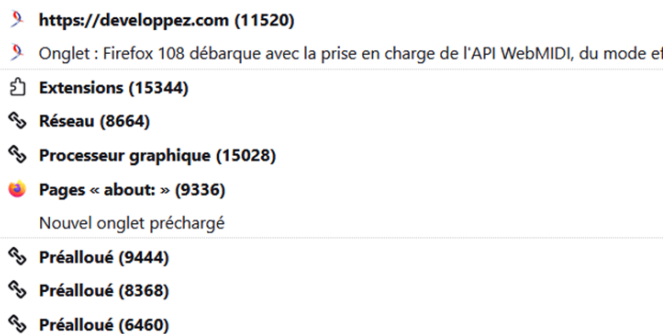 https://developpez.com (11520)
Onglet : Firefox 108 débarque avec la prise en charge de l'API WebMIDI, du mode ef
Extensions (15344)
Réseau (8664)
Processeur graphique (15028)
Pages « about: » (9336)
Nouvel onglet préchargé
Préalloué (9444)
Préalloué (8368)
Préalloué (6460)